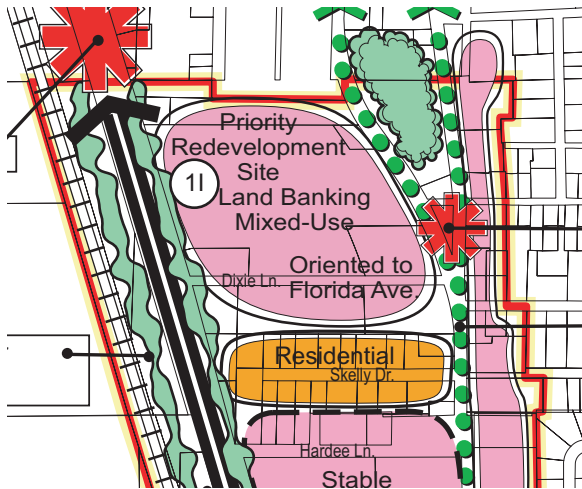 Priority
Redevelopment
Site
1I
Land Banking
Mixed-Use
Oriented to
Dixie Ln.
Florida Ave.
Residential
Skelly Dr.
Hardee Ln.
Stable